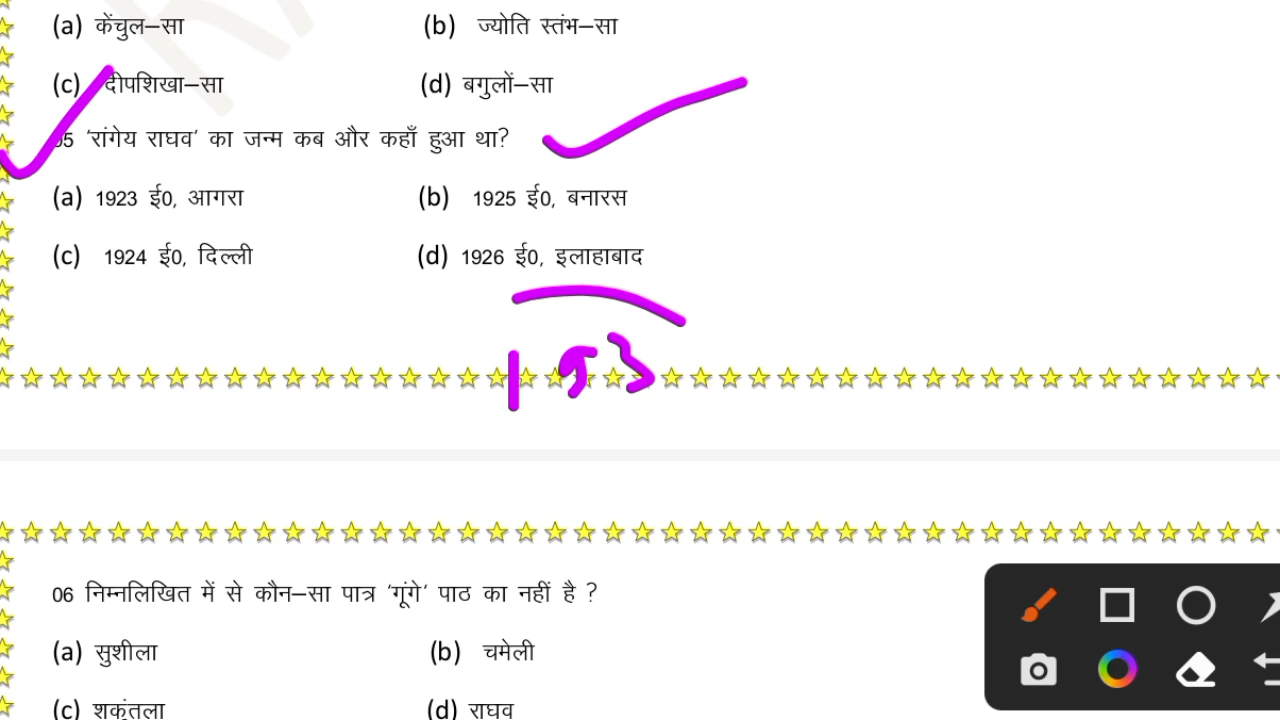 (a) केंचुल–सा (b) ज्योति स्तंभ–सा
(c) दीपशिखा–सा (d) बगुलों–सा
05 ‘रांगेय राघव’ का जन्म कब और कहाँ हुआ था?
(a) 1923 ई0, आगरा (b) 1925 ई0, बनारस
(c) 1924 ई0, दिल्ली (d) 1926 ई0, इलाहाबाद
06 निम्नलिखित में से कौन–सा पात्र ‘गूंगे‘ पाठ का नहीं है ?
(a) सुशीला (b) चमेली
(c) शकुंतला (d) राघव